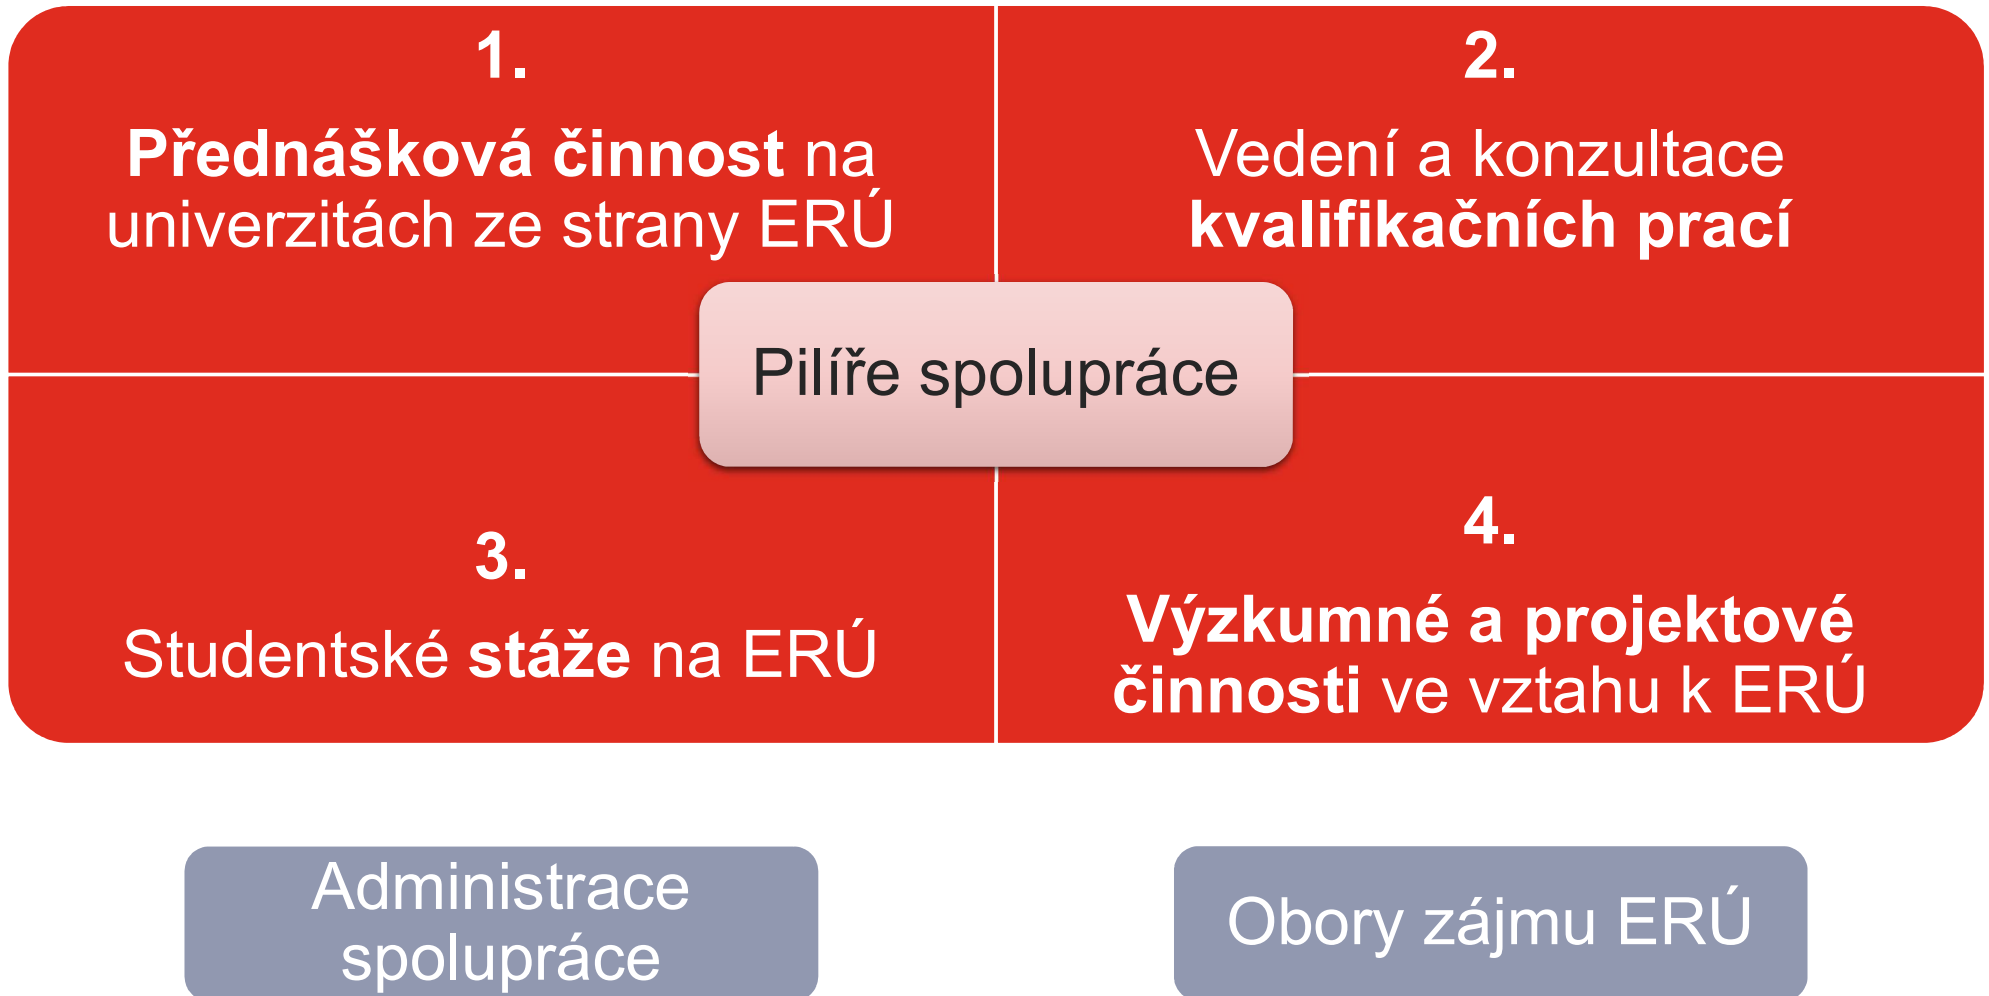 1.
Přednášková činnost na
univerzitách ze strany ERÚ
2.
Vedení a konzultace
kvalifikačních prací
Pilíře spolupráce
3.
Studentské stáže na ERÚ
4.
Výzkumné a projektové
činnosti ve vztahu k ERÚ
Administrace
spolupráce
Obory zájmu ERÚ